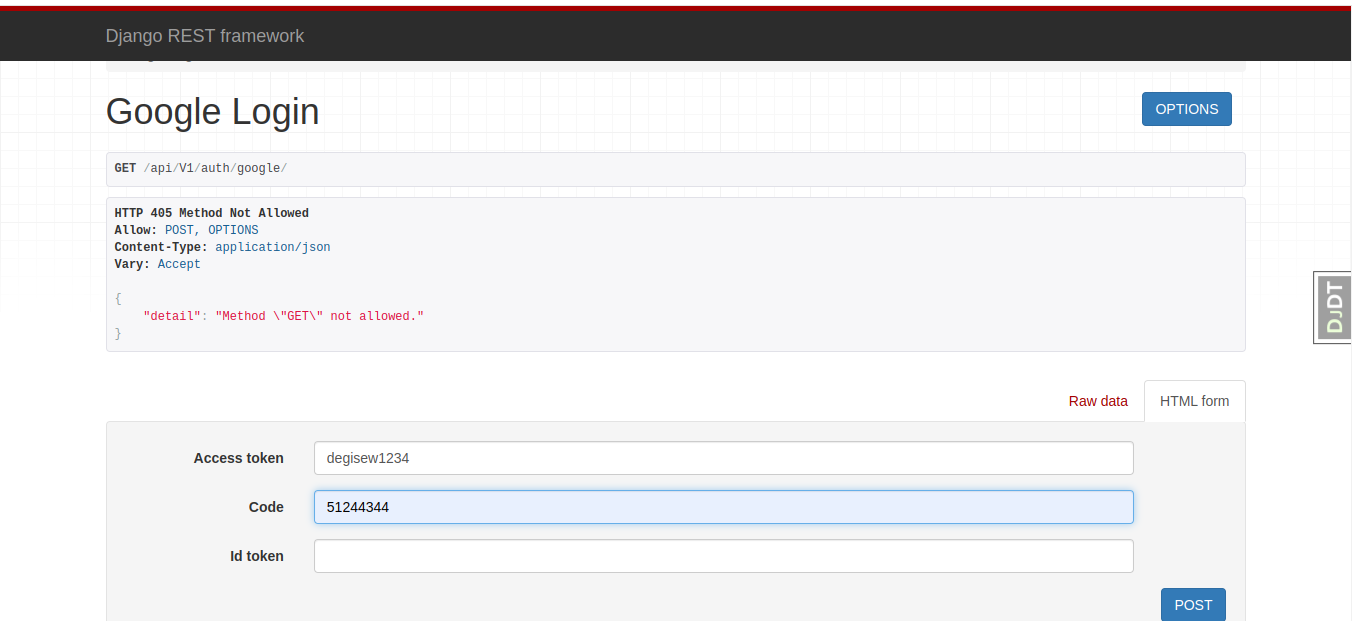 Django REST framework
Google Login
OPTIONS
GET /api/V1/auth/google/
HTTP 405 Method Not Allowed
Allow: POST, OPTIONS
Content-Type: application/json
Vary: Accept
{
"detail": "Method \"GET\" not allowed."
}
DJDT
Raw data
HTML form
Access token
degisew1234
Code
51244344
Id token
POST